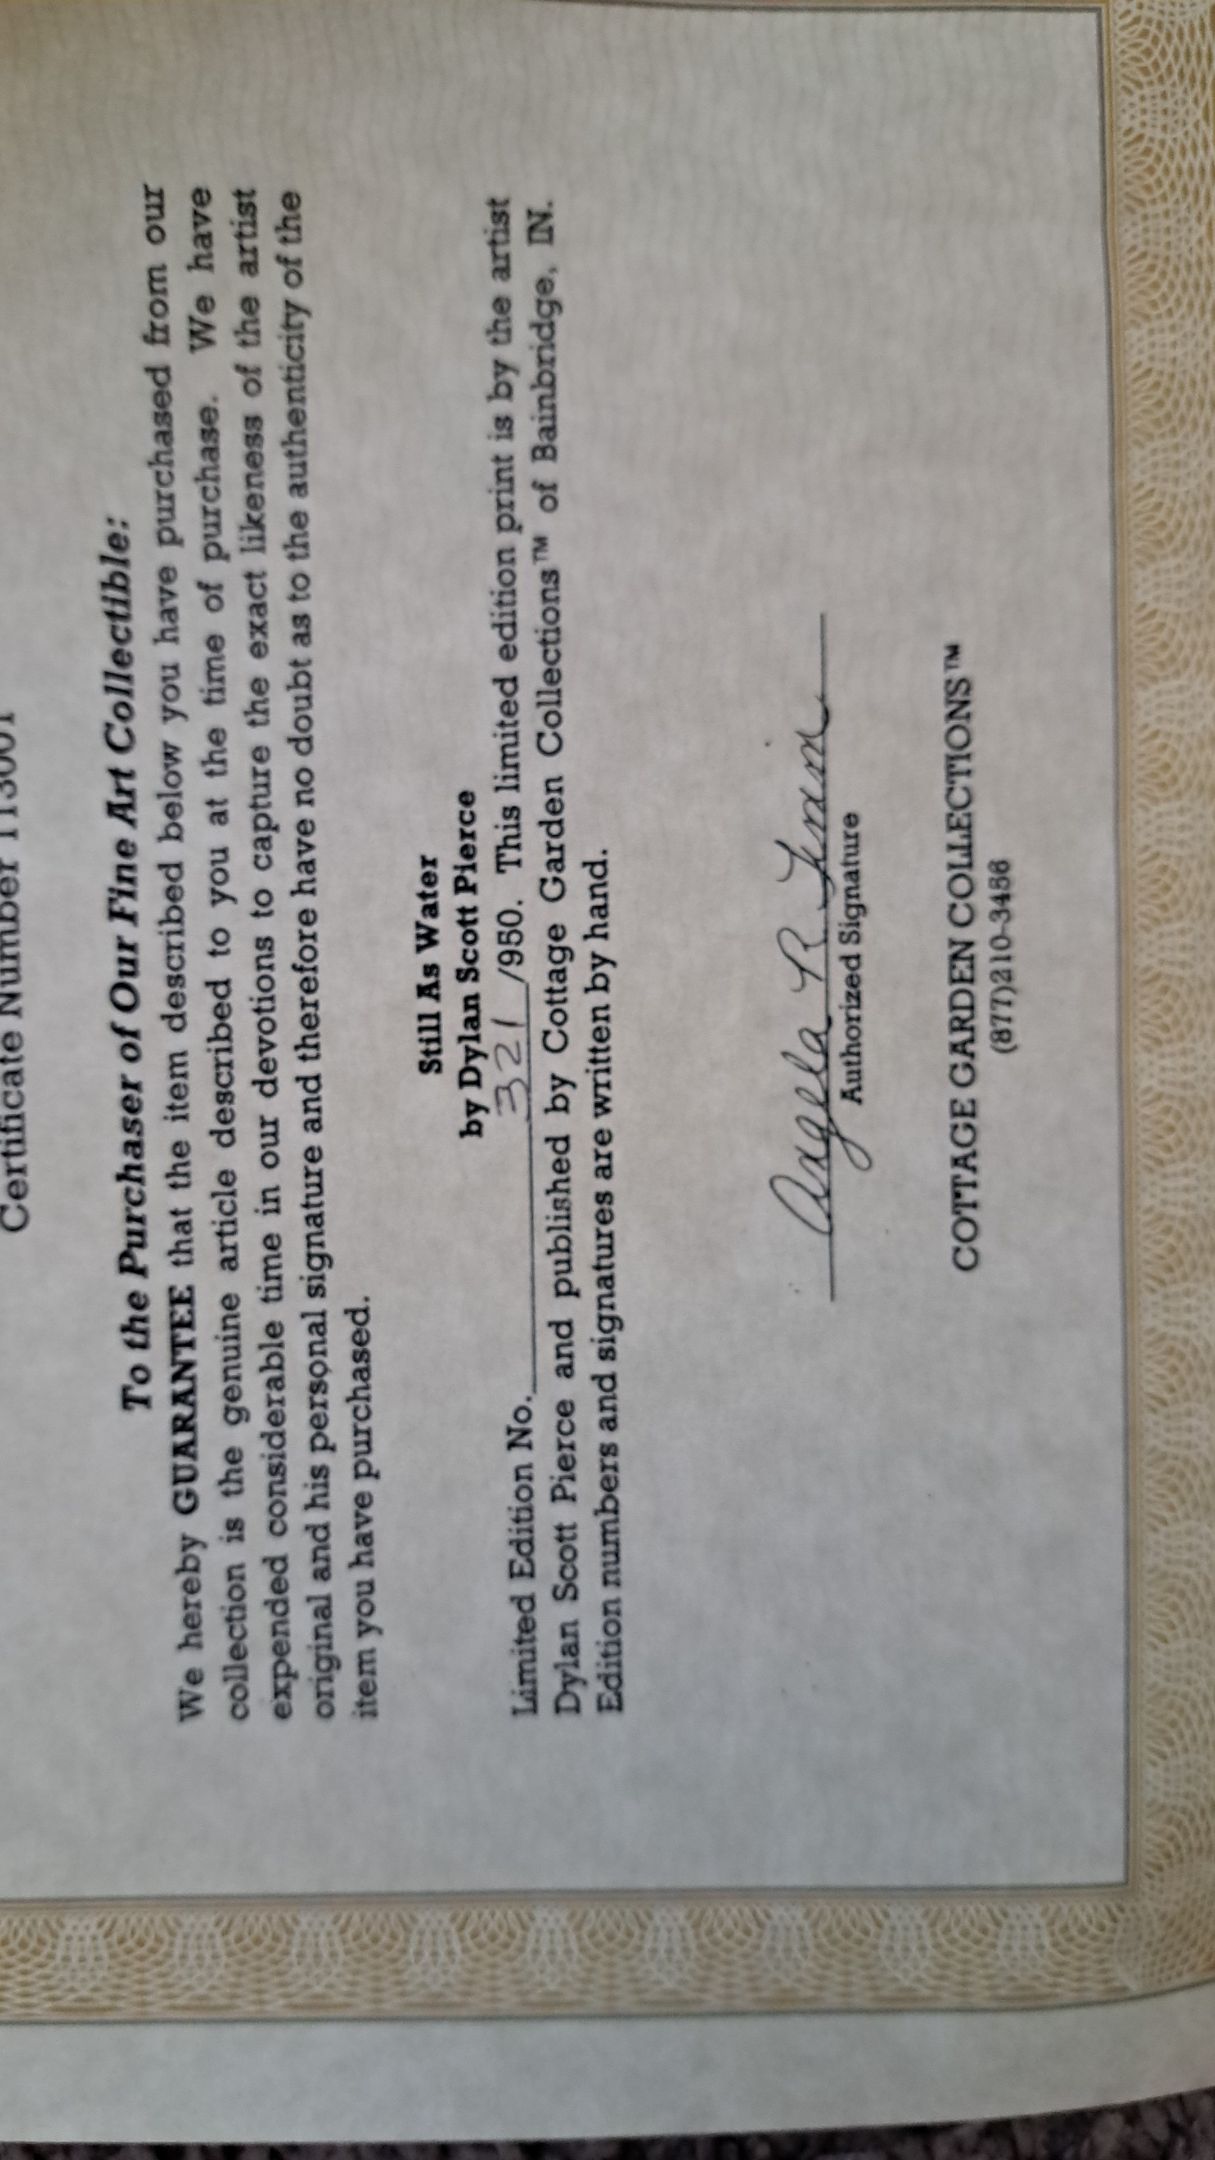 Certificate Number 113001
To the Purchaser of Our Fine Art Collectible:
We hereby GUARANTEE that the item described below you have purchased from our
collection is the genuine article described to you at the time of purchase. We have
expended considerable time in our devotions to capture the exact likeness of the artist
original and his personal signature and therefore have no doubt as to the authenticity of the
item you have purchased.
Still As Water
by Dylan Scott Pierce
Limited Edition No. 321 /950. This limited edition print is by the artist
Dylan Scott Pierce and published by Cottage Garden Collections™ of Bainbridge, IN.
Edition numbers and signatures are written by hand.
Angela R.
Authorized Signature
COTTAGE GARDEN COLLECTIONS™
(877)210-3456